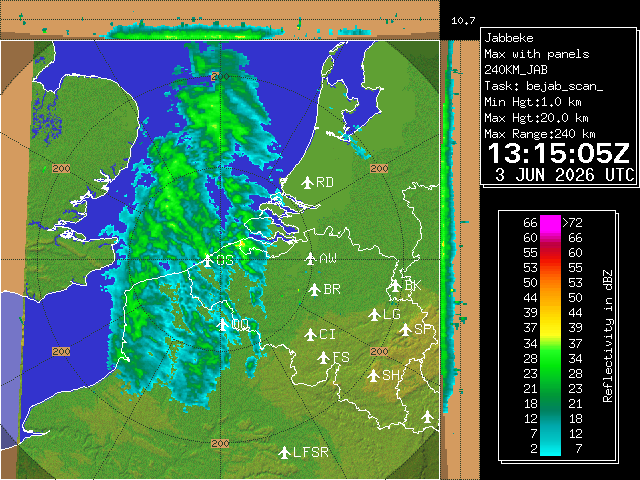 10.7
Jabbeke
Max with panels
240KM_JAB
Task: bejab_scan_
Min Hgt:1.0 km
Max Hgt:20.0 km
Max Range:240 km
13:15:05Z
3 JUN 2026 UTC
200
200
200
RD
OS
AW
BR
BK
LG
SP
CI
FS
SH
200
200
200
LFSR
66 >72
60 66
55 60
53 55
50 53
44 50
39 44
37 39
34 37
28 34
23 28
21 23
18 21
12 18
7 12
2 7
Reflectivity in dBZ